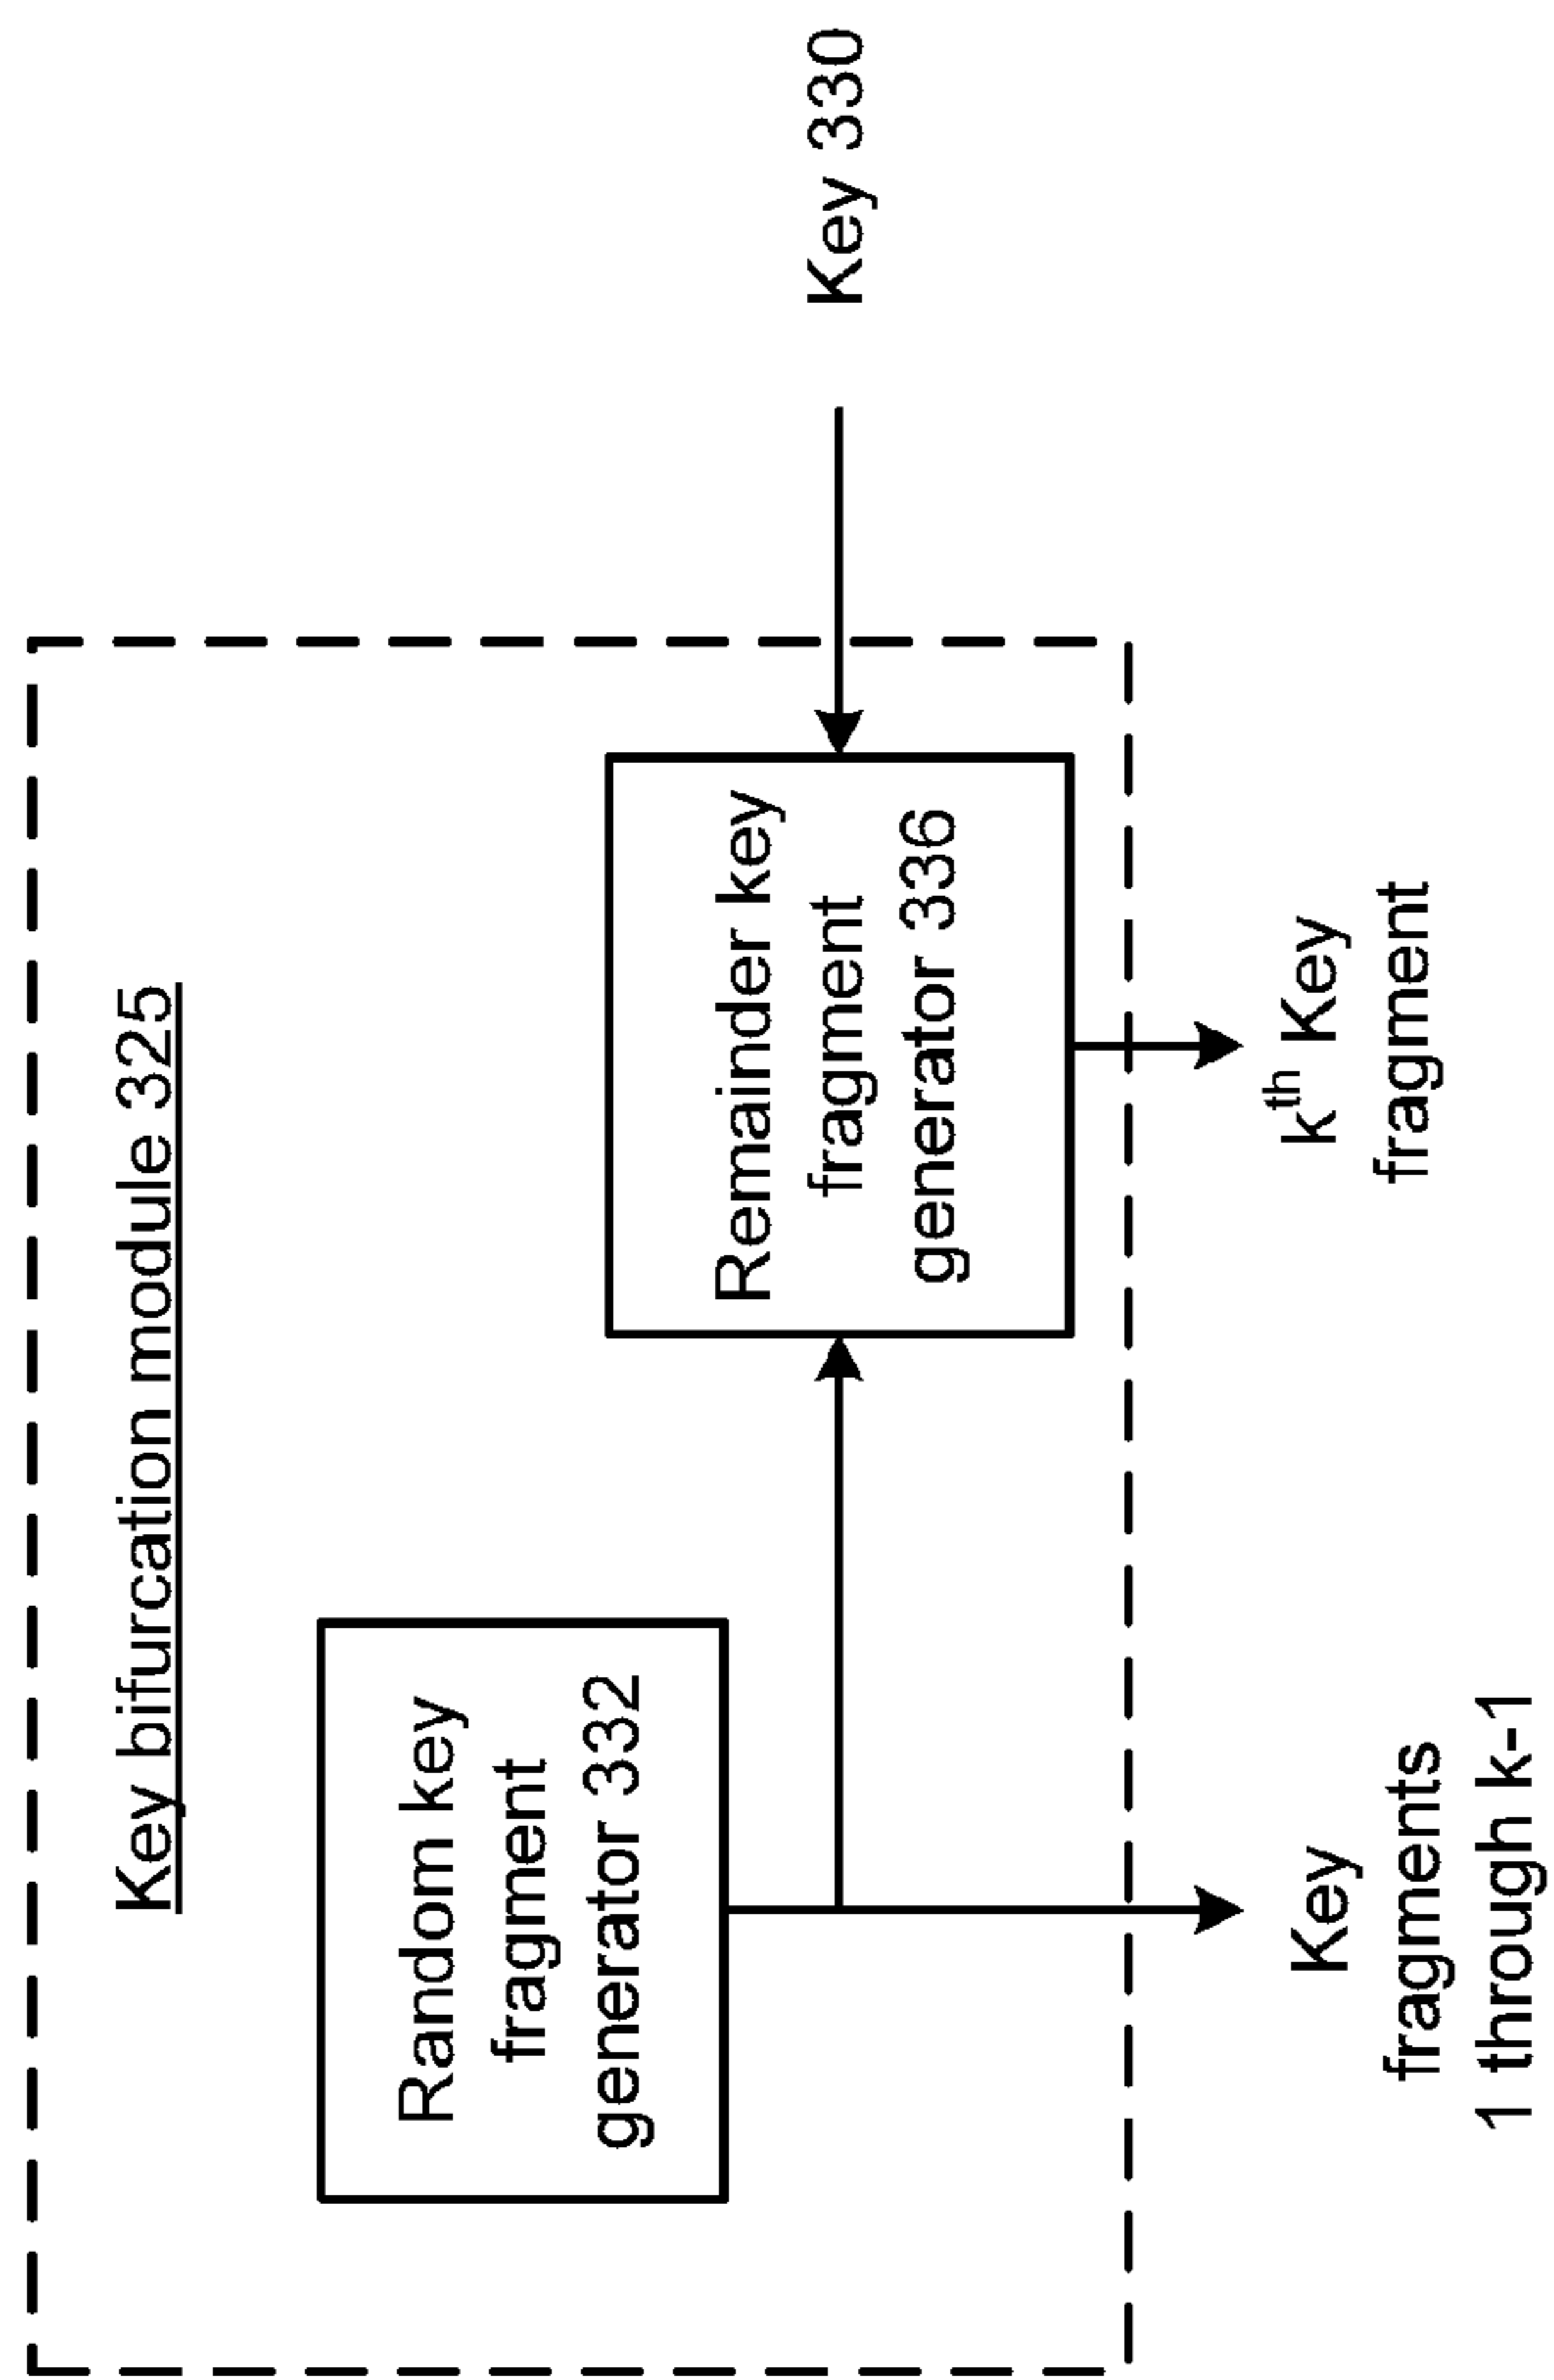 Key bifurcation module 325
Random key
fragment
generator 332
Remainder key
fragment
generator 336
Key 330
Key
fragments
1 through k-1
kth Key
fragment